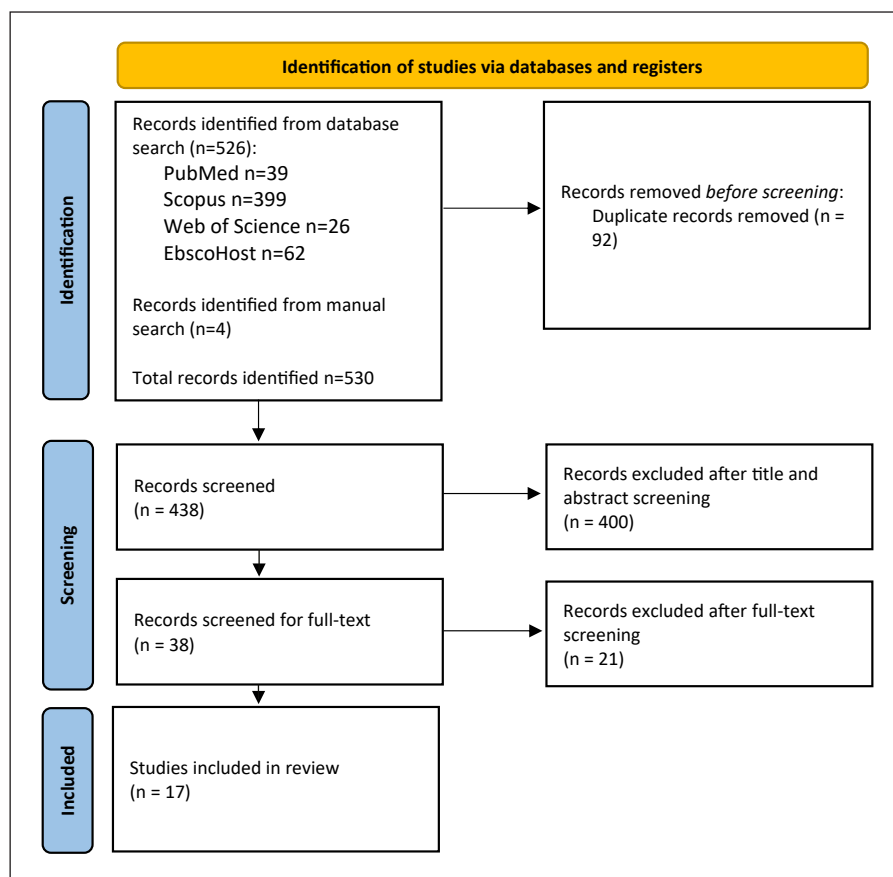 Identification of studies via databases and registers
Identification
Records identified from database
search (n=526):
PubMed n=39
Scopus n=399
Web of Science n=26
EbscoHost n=62
Records identified from manual
search (n=4)
Total records identified n=530
Records removed before screening:
Duplicate records removed (n =
92)
Screening
Records screened
(n = 438)
Records excluded after title and
abstract screening
(n = 400)
Records screened for full-text
(n = 38)
Records excluded after full-text
screening
(n = 21)
Included
Studies included in review
(n = 17)